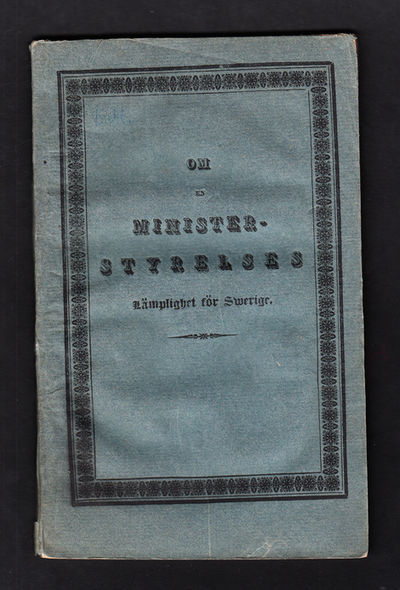 OM
EN
MINISTER-
STYRELSES
Lämplighet för Swerige.